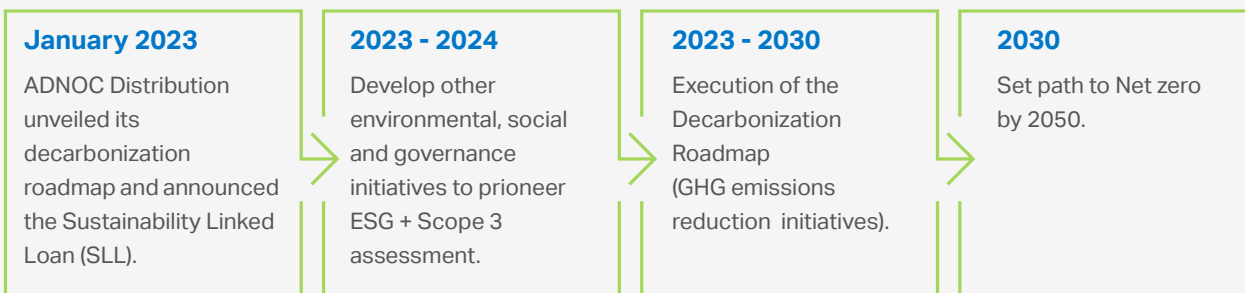 January 2023
ADNOC Distribution
unveiled its
decarbonization
roadmap and announced
the Sustainability Linked
Loan (SLL).
2023 - 2024
Develop other
environmental, social
and governance
initiatives to prioneer
ESG + Scope 3
assessment.
2023 - 2030
Execution of the
Decarbonization
Roadmap
(GHG emissions
reduction initiatives).
2030
Set path to Net zero
by 2050.